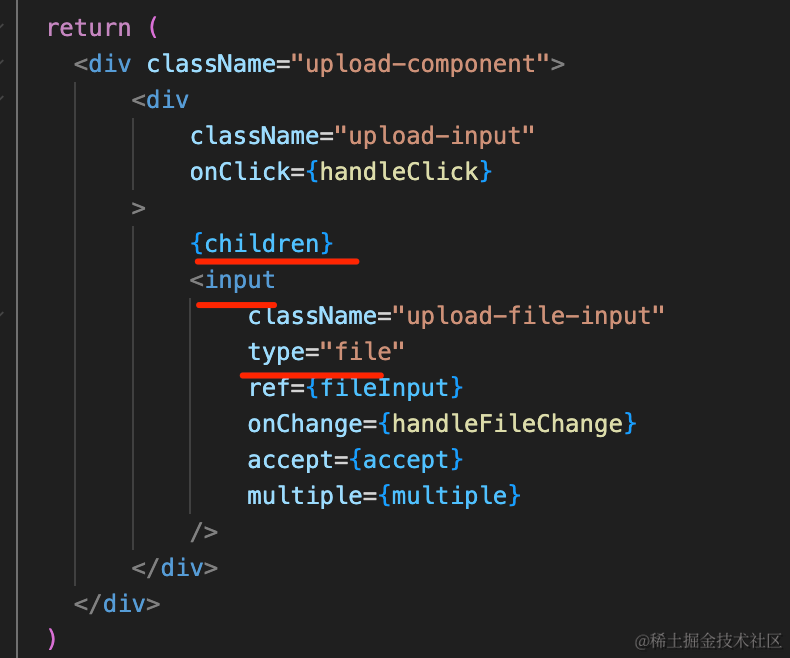 return (
<div className="upload-component">
<div
className="upload-input"
onClick={handleClick}
>
{children}
<input
className="upload-file-input"
type="file"
ref={fileInput}
onChange={handleFileChange}
accept={accept}
multiple={multiple}
/>
</div>
</div>
)
@稀土掘金技术社区